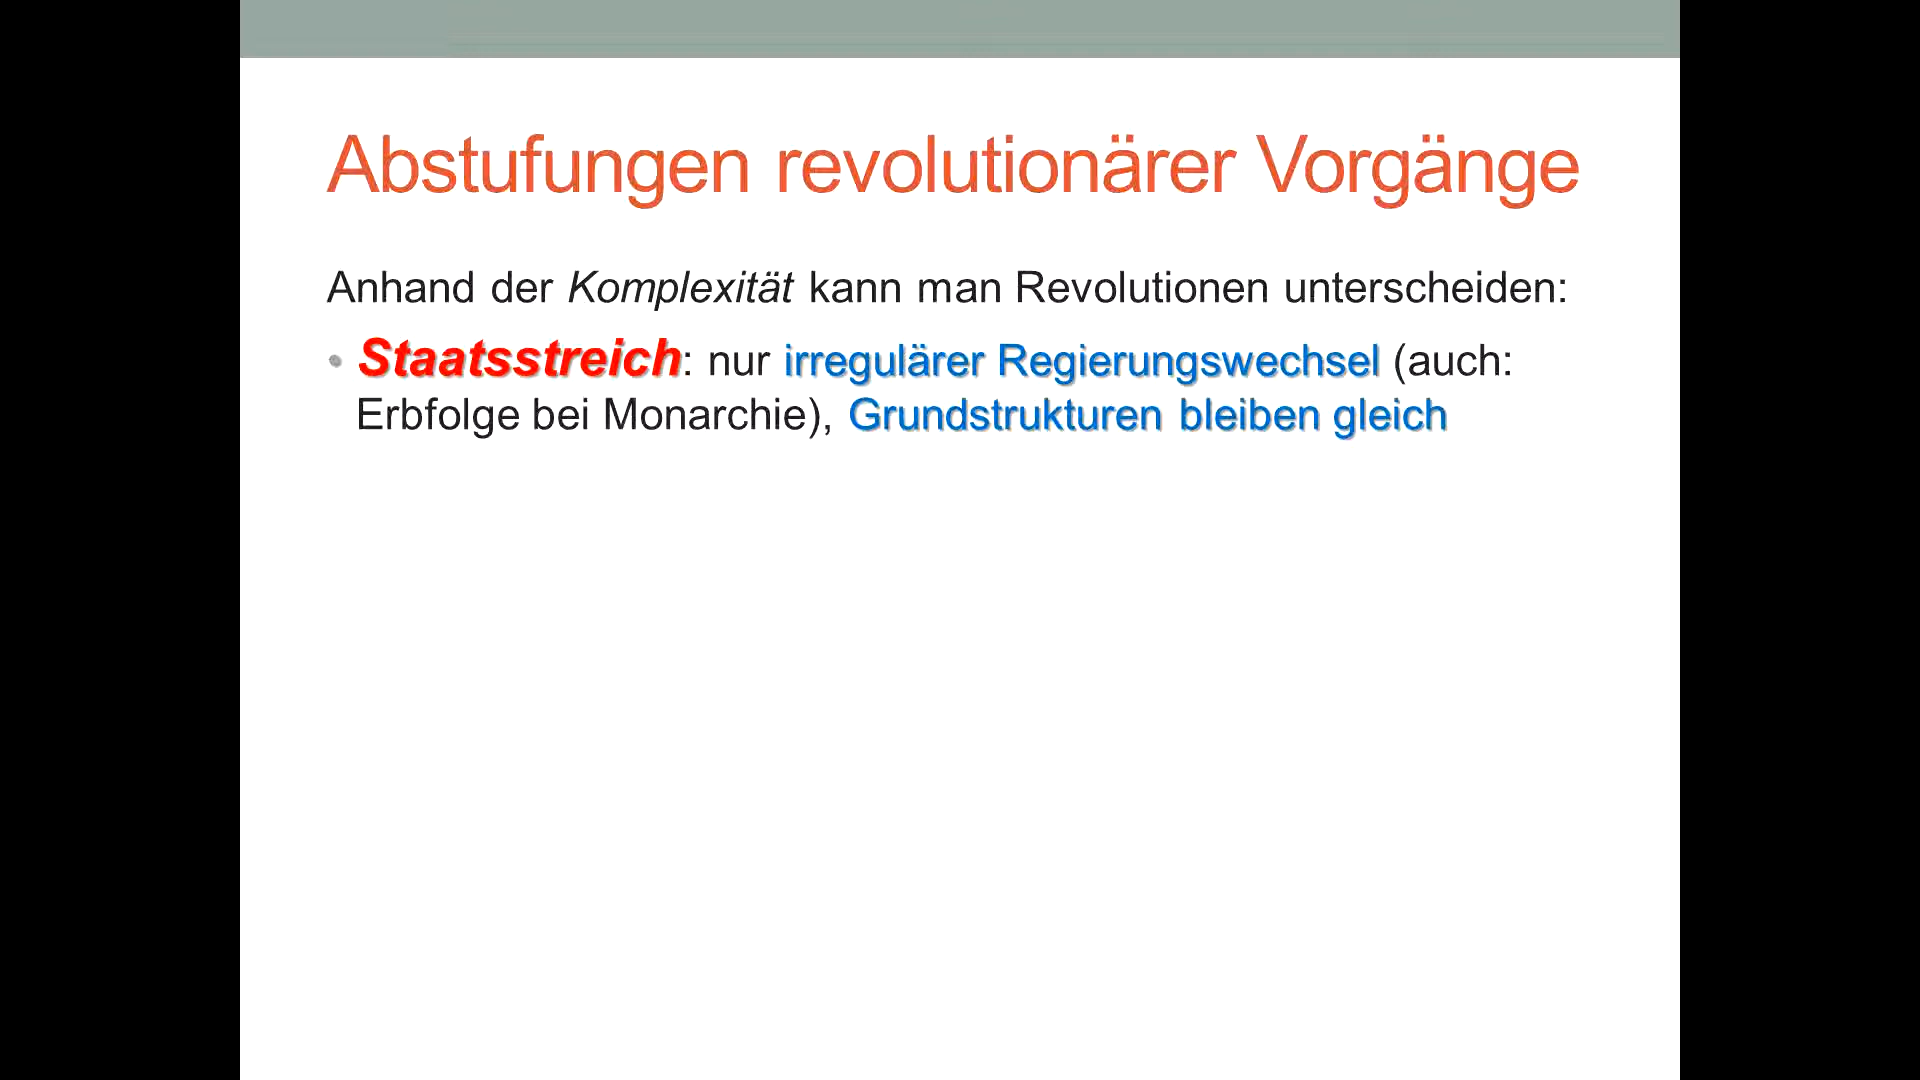 Abstufungen revolutionärer Vorgänge
Anhand der Komplexität kann man Revolutionen unterscheiden:
• Staatsstreich: nur irregulärer Regierungswechsel (auch:
Erbfolge bei Monarchie), Grundstrukturen bleiben gleich